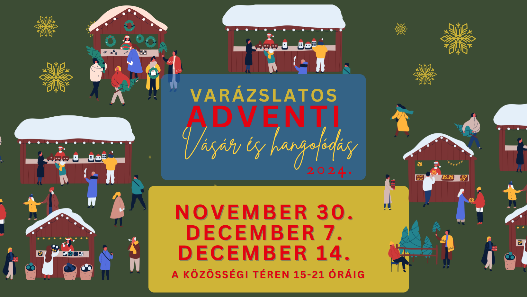 VARÁZSLATOS
ADVENTI
Vásár és hangolódás
2024.
NOVEMBER 30.
DECEMBER 7.
DECEMBER 14.
A KÖZÖSSÉGI TÉREN 15-21 ÓRÁIG